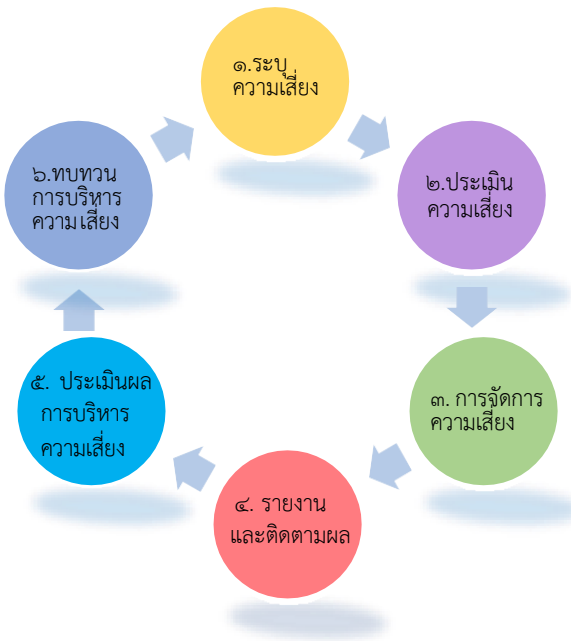 ๑.ระบุ
ความเสี่ยง
๒.ประเมิน
ความเสี่ยง
๓. การจัดการ
ความเสี่ยง
๔. รายงาน
และติดตามผล
๕. ประเมินผล
การบริหาร
ความเสี่ยง
๖.ทบทวน
การบริหาร
ความเสี่ยง